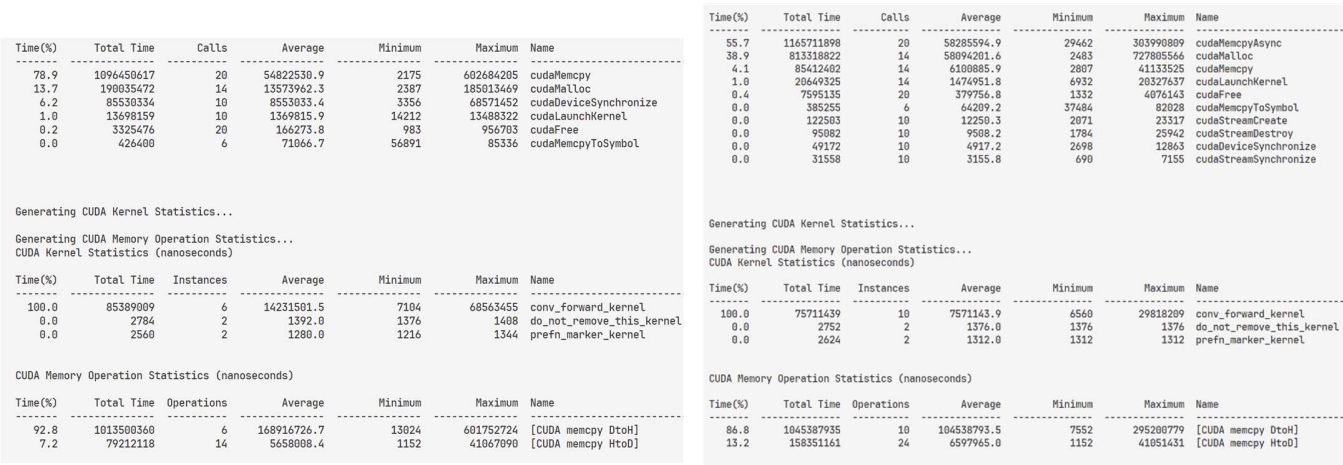 Time(%) Total Time Calls Average Minimum Maximum Name
------- -------------- ---------- -------------- -------------- -------------- --------------------
78.9 1096450617 20 54822530.9 2175 602684205 cudaMemcpy
13.7 190035472 14 13573962.3 2387 185013469 cudaMalloc
6.2 85530334 10 8553033.4 3356 68571452 cudaDeviceSynchronize
1.0 13698159 10 1369815.9 14212 13488322 cudaLaunchKernel
0.2 3325476 20 166273.8 983 956703 cudaFree
0.0 426400 6 71066.7 56891 85336 cudaMemcpyToSymbol
Generating CUDA Kernel Statistics...
Generating CUDA Memory Operation Statistics...
CUDA Kernel Statistics (nanoseconds)
Time(%) Total Time Instances Average Minimum Maximum Name
------- -------------- ---------- -------------- -------------- -------------- --------------------
100.0 85389009 6 14231501.5 7104 68563455 conv_forward_kernel
0.0 2784 2 1392.0 1376 1408 do_not_remove_this_kernel
0.0 2560 2 1280.0 1216 1344 prefn_marker_kernel
CUDA Memory Operation Statistics (nanoseconds)
Time(%) Total Time Operations Average Minimum Maximum Name
------- -------------- ---------- -------------- -------------- -------------- --------------------
92.8 1013500360 6 168916726.7 13024 601752724 [CUDA memcpy DtoH]
7.2 79212118 14 5658008.4 1152 41067090 [CUDA memcpy HtoD]
Time(%) Total Time Calls Average Minimum Maximum Name
------- -------------- ---------- -------------- -------------- -------------- --------------------
55.7 1165711898 20 58285594.9 29462 303990809 cudaMemcpyAsync
38.9 813318822 14 58094201.6 2483 727805566 cudaMalloc
4.1 85412402 14 6100885.9 2807 41133525 cudaMemcpy
1.0 20649325 14 1474951.8 6932 20327637 cudaLaunchKernel
0.4 7595135 20 379756.8 1332 4076143 cudaFree
0.0 385255 6 64209.2 37484 82028 cudaMemcpyToSymbol
0.0 122503 10 12250.3 2071 23317 cudaStreamCreate
0.0 95082 10 9508.2 1784 25942 cudaStreamDestroy
0.0 49172 10 4917.2 2698 12863 cudaDeviceSynchronize
0.0 31558 10 3155.8 690 7155 cudaStreamSynchronize
Generating CUDA Kernel Statistics...
Generating CUDA Memory Operation Statistics...
CUDA Kernel Statistics (nanoseconds)
Time(%) Total Time Instances Average Minimum Maximum Name
------- -------------- ---------- -------------- -------------- -------------- --------------------
100.0 75711439 10 7571143.9 6560 29818209 conv_forward_kernel
0.0 2752 2 1376.0 1376 1376 do_not_remove_this_kernel
0.0 2624 2 1312.0 1312 1312 prefn_marker_kernel
CUDA Memory Operation Statistics (nanoseconds)
Time(%) Total Time Operations Average Minimum Maximum Name
------- -------------- ---------- -------------- -------------- -------------- --------------------
86.8 1045387935 10 104538793.5 7552 295200779 [CUDA memcpy DtoH]
13.2 158351161 24 6597965.0 1152 41051431 [CUDA memcpy HtoD]